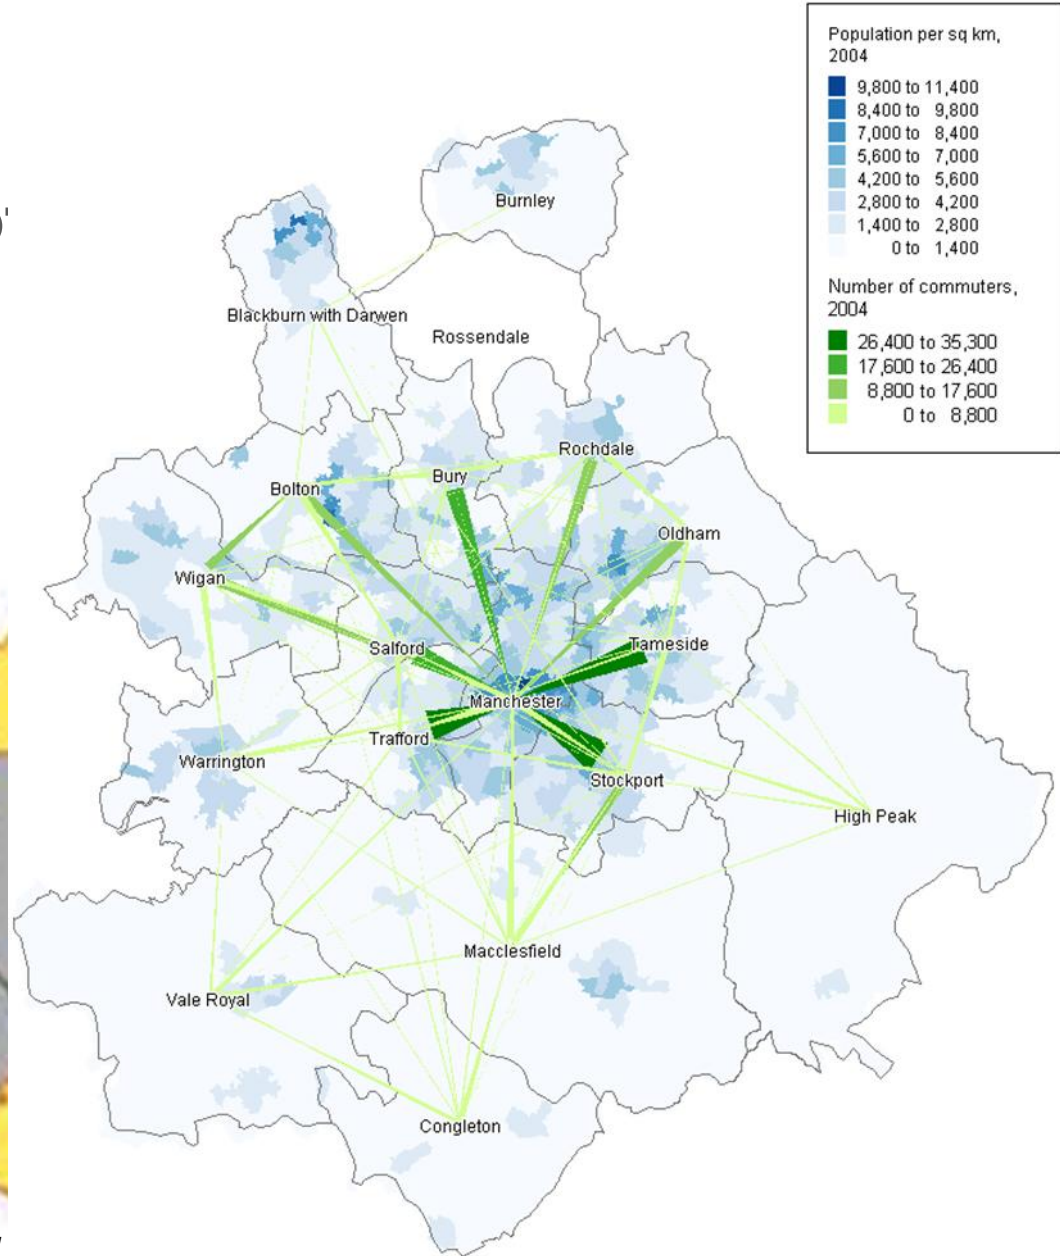 Population per sq km,
2004
9,800 to 11,400
8,400 to 9,800
7,000 to 8,400
5,600 to 7,000
4,200 to 5,600
2,800 to 4,200
1,400 to 2,800
0 to 1,400
Number of commuters,
2004
26,400 to 35,300
17,600 to 26,400
8,800 to 17,600
0 to 8,800
Burnley
Blackburn with Darwen
Rossendale
Rochdale
Bury
Bolton
Oldham
Wigan
Tameside
Salford
Manchester
Trafford
Warrington
Stockport
High Peak
Macclesfield
Vale Royal
Congleton